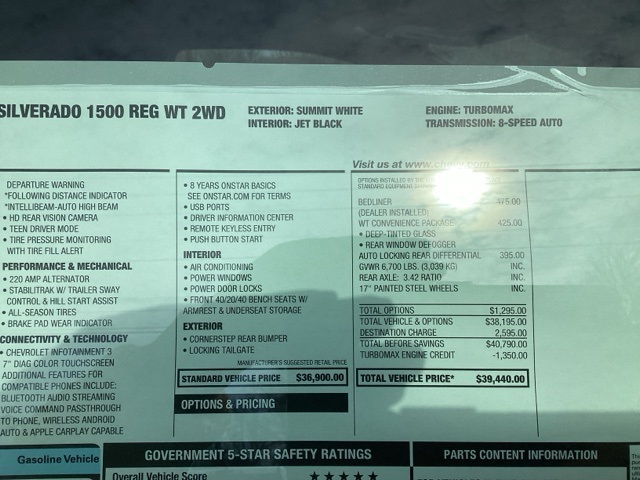 SILVERADO 1500 REG WT 2WD
EXTERIOR: SUMMIT WHITE
INTERIOR: JET BLACK
ENGINE: TURBOMAX
TRANSMISSION: 8-SPEED AUTO
DEPARTURE WARNING
*FOLLOWING DISTANCE INDICATOR
*INTELLIBEAM-AUTO HIGH BEAM
• HD REAR VISION CAMERA
• TEEN DRIVER MODE
• TIRE PRESSURE MONITORING
WITH TIRE FILL ALERT
PERFORMANCE & MECHANICAL
• 220 AMP ALTERNATOR
• STABILITRAK W/ TRAILER SWAY
CONTROL & HILL START ASSIST
• ALL-SEASON TIRES
• BRAKE PAD WEAR INDICATOR
CONNECTIVITY & TECHNOLOGY
• CHEVROLET INFOTAINMENT 3
7" DIAG COLOR TOUCHSCREEN
ADDITIONAL FEATURES FOR
COMPATIBLE PHONES INCLUDE:
BLUETOOTH AUDIO STREAMING
VOICE COMMAND PASSTHROUGH
TO PHONE, WIRELESS ANDROID
AUTO & APPLE CARPLAY CAPABLE
• 8 YEARS ONSTAR BASICS
SEE ONSTAR.COM FOR TERMS
• USB PORTS
• DRIVER INFORMATION CENTER
• REMOTE KEYLESS ENTRY
• PUSH BUTTON START
INTERIOR
• AIR CONDITIONING
• POWER WINDOWS
• POWER DOOR LOCKS
• FRONT 40/20/40 BENCH SEATS W/
ARMREST & UNDERSEAT STORAGE
EXTERIOR
• CORNERSTEP REAR BUMPER
• LOCKING TAILGATE
MANUFACTURER'S SUGGESTED RETAIL PRICE
STANDARD VEHICLE PRICE $36,900.00
OPTIONS & PRICING
Visit us at www.chevy.com
OPTIONS INSTALLED BY THE
STANDARD EQUIPMENT
BEDLINER 475.00
(DEALER INSTALLED)
WT CONVENIENCE PACKAGE 425.00
• DEEP-TINTED GLASS
• REAR WINDOW DEFOGGER
AUTO LOCKING REAR DIFFERENTIAL 395.00
GVWR 6,700 LBS. (3,039 KG) INC.
REAR AXLE: 3.42 RATIO INC.
17" PAINTED STEEL WHEELS INC.
TOTAL OPTIONS $1,295.00
TOTAL VEHICLE & OPTIONS $38,195.00
DESTINATION CHARGE 2,595.00
TOTAL BEFORE SAVINGS $40,790.00
TURBOMAX ENGINE CREDIT -1,350.00
TOTAL VEHICLE PRICE* $39,440.00
Gasoline Vehicle
GOVERNMENT 5-STAR SAFETY RATINGS
Overall Vehicle Score ★★★★
PARTS CONTENT INFORMATION